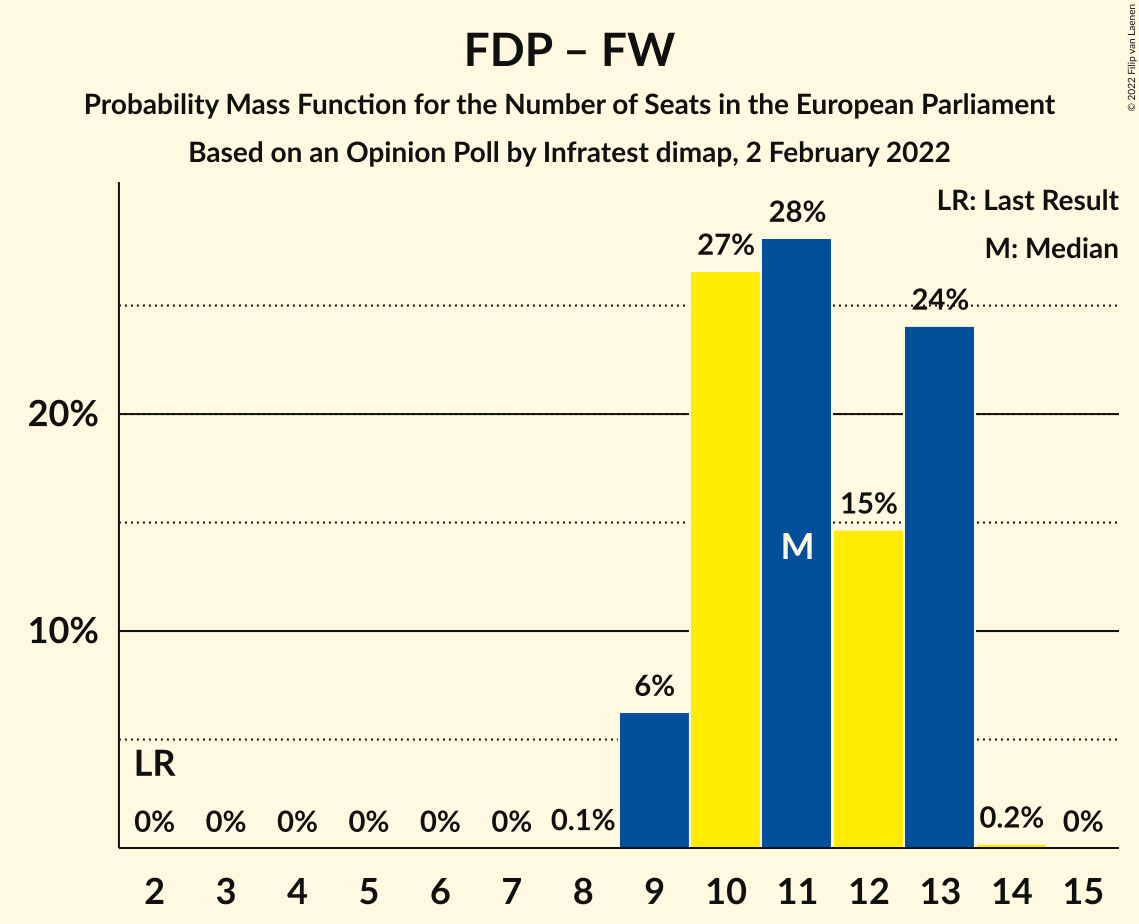 FDP – FW
Probability Mass Function for the Number of Seats in the European Parliament
Based on an Opinion Poll by Infratest dimap, 2 February 2022
© 2022 Filip van Laenen
LR: Last Result
M: Median
28%
27%
24%
20%
15%
M
10%
6%
LR
0% 0% 0% 0% 0% 0% 0.1% 0.2% 0%
2 3 4 5 6 7 8 9 10 11 12 13 14 15